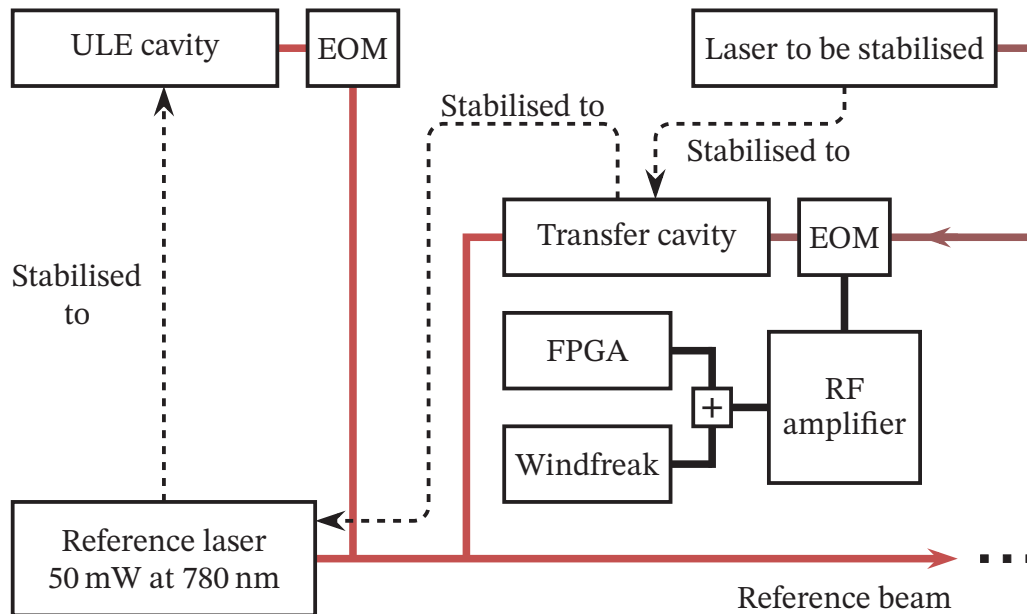 ULE cavity
EOM
Laser to be stabilised
Stabilised to
Stabilised to
Transfer cavity
EOM
Stabilised
to
FPGA
+
RF
amplifier
Windfreak
Reference laser
50 mW at 780 nm
Reference beam